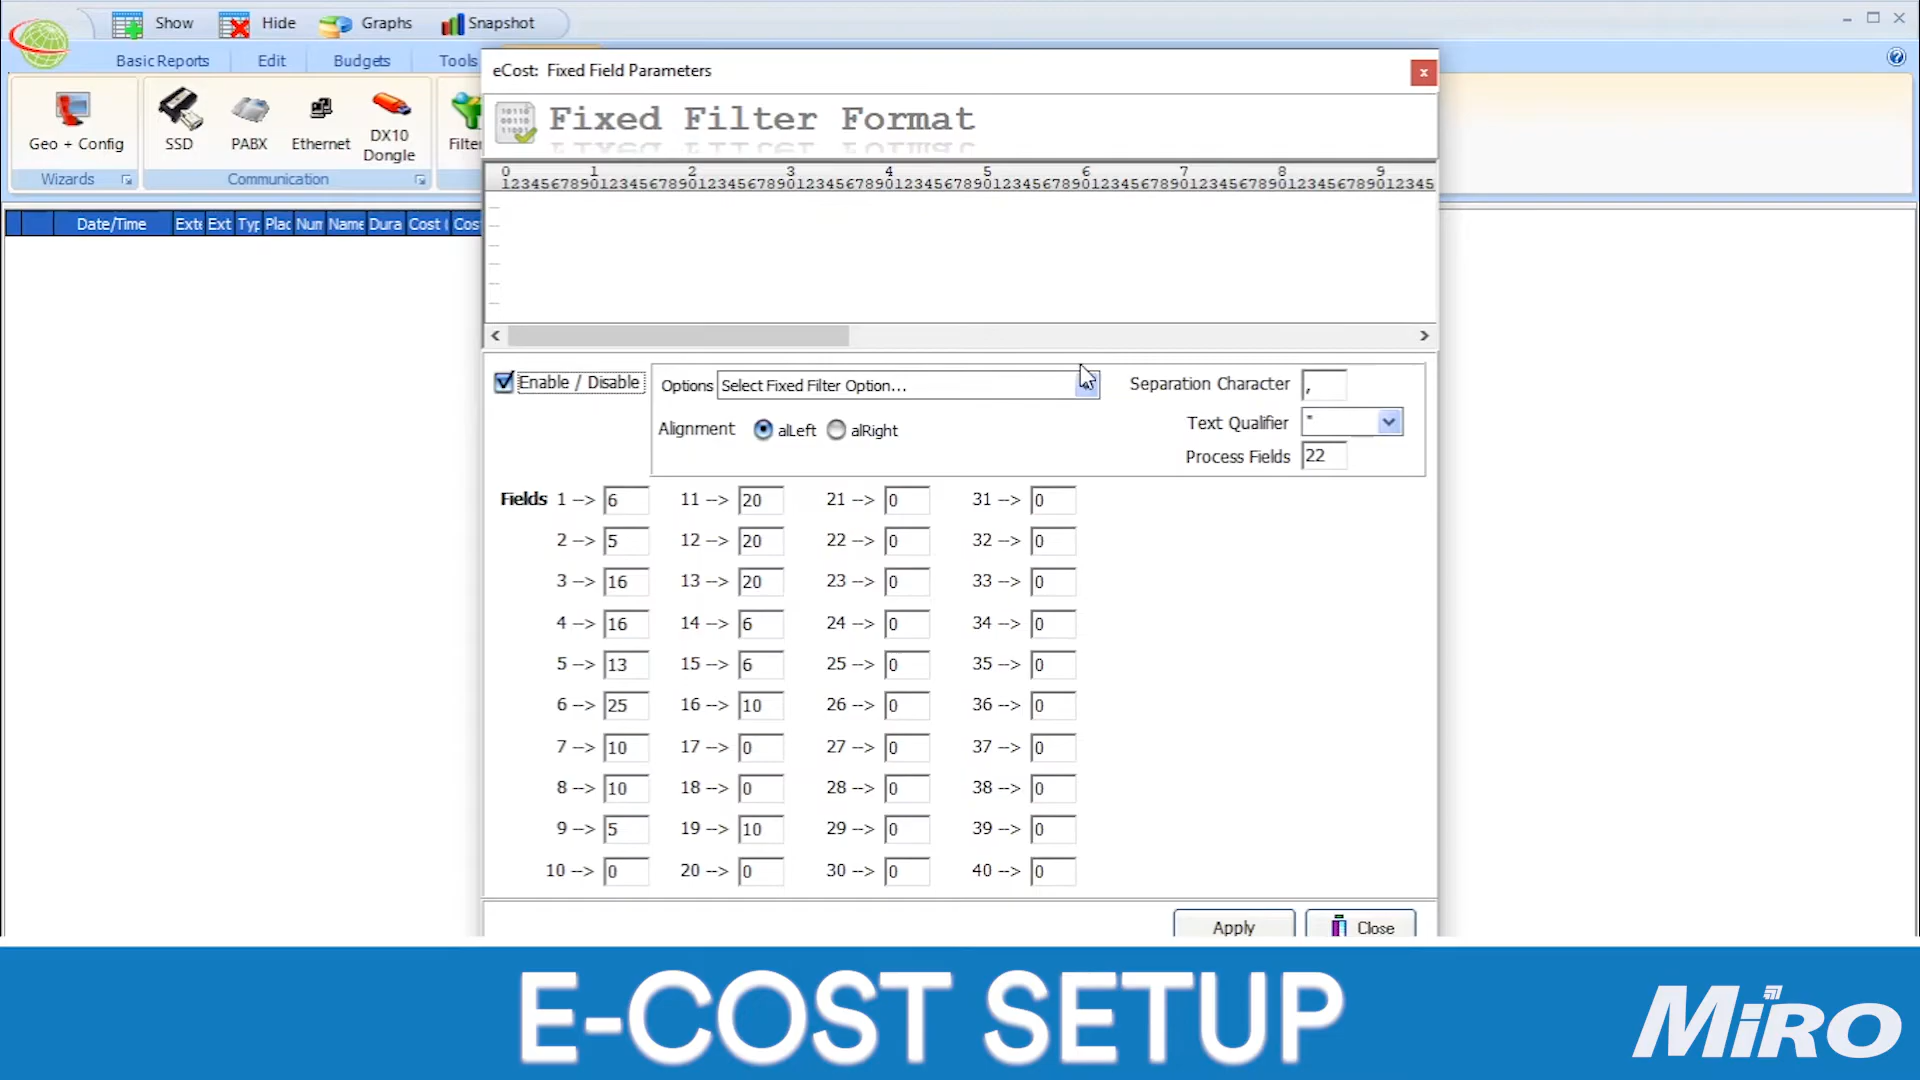 Show Hide Graphs Snapshot
Basic Reports Edit Budgets Tools
Geo + Config SSD PABX Ethernet DX10 Dongle Filter
Wizards Communication
Date/Time Exte Ext Typ Plac Num Name Dura Cost ( Cos
eCost: Fixed Field Parameters
Fixed Filter Format
0 1 2 3 4 5 6 7 8 9
12345678901234567890123456789012345678901234567890123456789012345678901234567890123456789012345
Enable / Disable
Options Select Fixed Filter Option...
Separation Character ,
Alignment alLeft alRight
Text Qualifier "
Process Fields 22
Fields 1 --> 6 11 --> 20 21 --> 0 31 --> 0
2 --> 5 12 --> 20 22 --> 0 32 --> 0
3 --> 16 13 --> 20 23 --> 0 33 --> 0
4 --> 16 14 --> 6 24 --> 0 34 --> 0
5 --> 13 15 --> 6 25 --> 0 35 --> 0
6 --> 25 16 --> 10 26 --> 0 36 --> 0
7 --> 10 17 --> 0 27 --> 0 37 --> 0
8 --> 10 18 --> 0 28 --> 0 38 --> 0
9 --> 5 19 --> 10 29 --> 0 39 --> 0
10 --> 0 20 --> 0 30 --> 0 40 --> 0
Apply Close
E-COST SETUP
MiRO